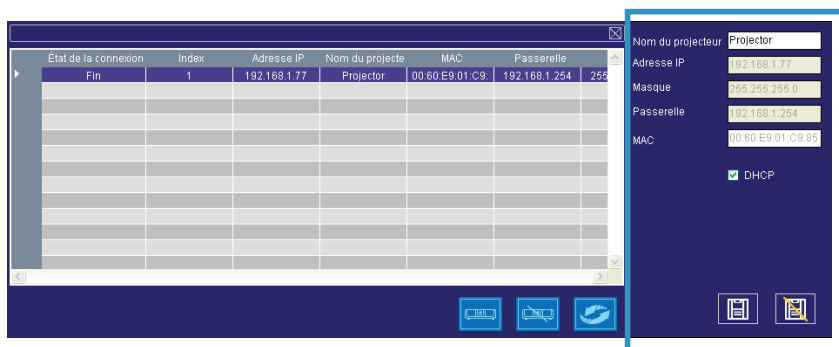 État de la connexion Index Adresse IP Nom du projecte MAC Passerelle
Fin 1 192.168.1.77 Projector 00:60:E9:01:C9: 192.168.1.254 255
Nom du projecteur Projector
Adresse IP 192.168.1.77
Masque 255.255.255.0
Passerelle 192.168.1.254
MAC 00:60:E9:01:C9:85
DHCP